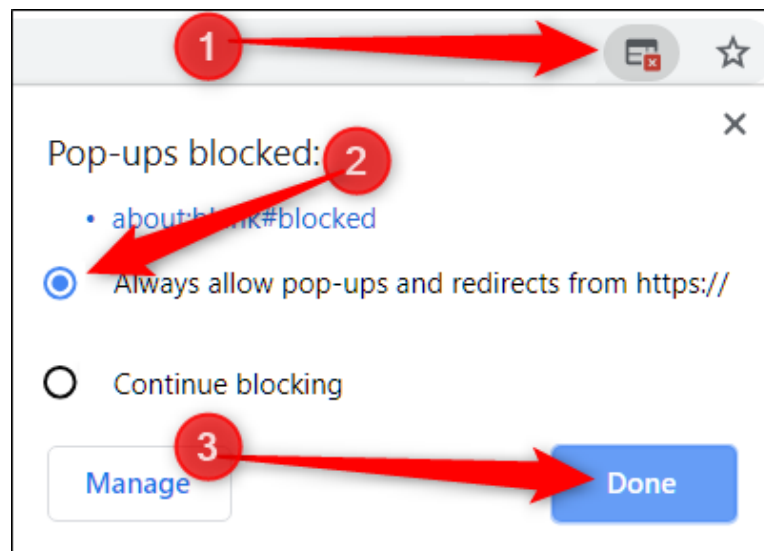 1
Pop-ups blocked:
2
• about:blank#blocked
Always allow pop-ups and redirects from https://
Continue blocking
3
Manage
Done